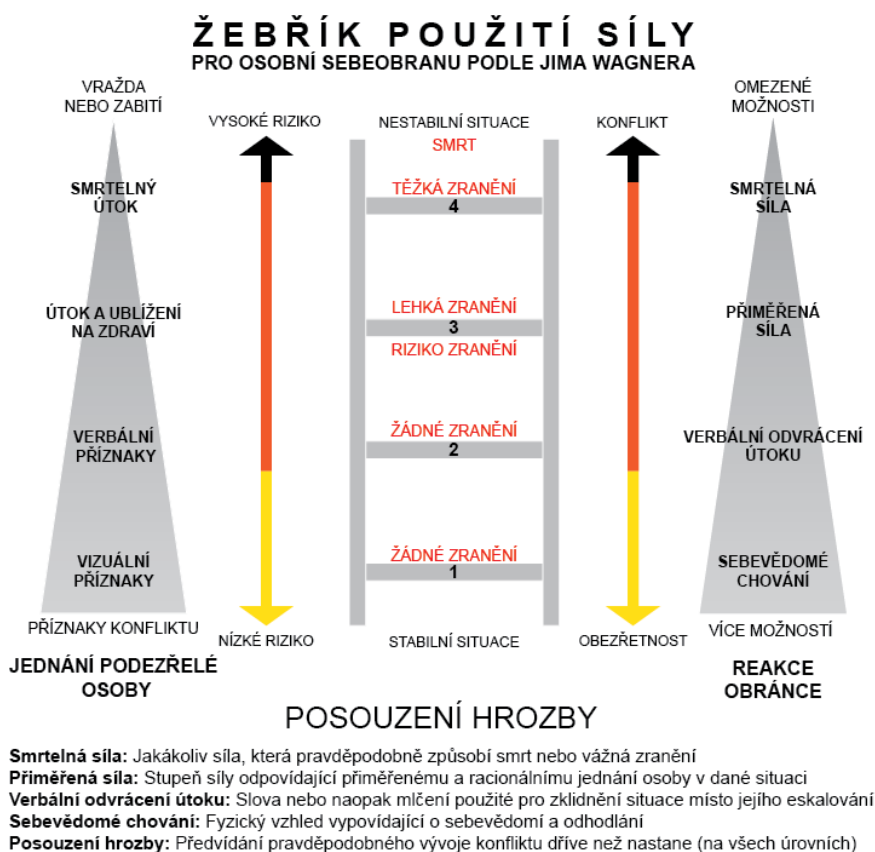 ŽEBŘÍK POUŽITÍ SÍLY
PRO OSOBNÍ SEBEOBRANU PODLE JIMA WAGNERA
VRAŽDA
NEBO ZABITÍ
SMRTELNÝ
ÚTOK
ÚTOK A UBLÍŽENÍ
NA ZDRAVÍ
VERBÁLNÍ
PŘÍZNAKY
VIZUÁLNÍ
PŘÍZNAKY
PŘÍZNAKY KONFLIKTU
JEDNÁNÍ PODEZŘELÉ
OSOBY
VYSOKÉ RIZIKO
NÍZKÉ RIZIKO
NESTABILNÍ SITUACE
SMRT
TĚŽKÁ ZRANĚNÍ
4
LEHKÁ ZRANĚNÍ
3
RIZIKO ZRANĚNÍ
ŽÁDNÉ ZRANĚNÍ
2
ŽÁDNÉ ZRANĚNÍ
1
STABILNÍ SITUACE
KONFLIKT
OBEZŘETNOST
OMEZENÉ
MOŽNOSTI
SMRTELNÁ
SÍLA
PŘIMĚŘENÁ
SÍLA
VERBÁLNÍ ODVRÁCENÍ
ÚTOKU
SEBEVĚDOMÉ
CHOVÁNÍ
VÍCE MOŽNOSTÍ
REAKCE
OBRÁNCE
POSOUZENÍ HROZBY
Smrtelná síla: Jakákoliv síla, která pravděpodobně způsobí smrt nebo vážná zranění
Přiměřená síla: Stupeň síly odpovídající přiměřenému a racionálnímu jednání osoby v dané situaci
Verbální odvrácení útoku: Slova nebo naopak mlčení použité pro zklidnění situace místo jejího eskalování
Sebevědomé chování: Fyzický vzhled vypovídající o sebevědomí a odhodlání
Posouzení hrozby: Předvídání pravděpodobného vývoje konfliktu dříve než nastane (na všech úrovních)